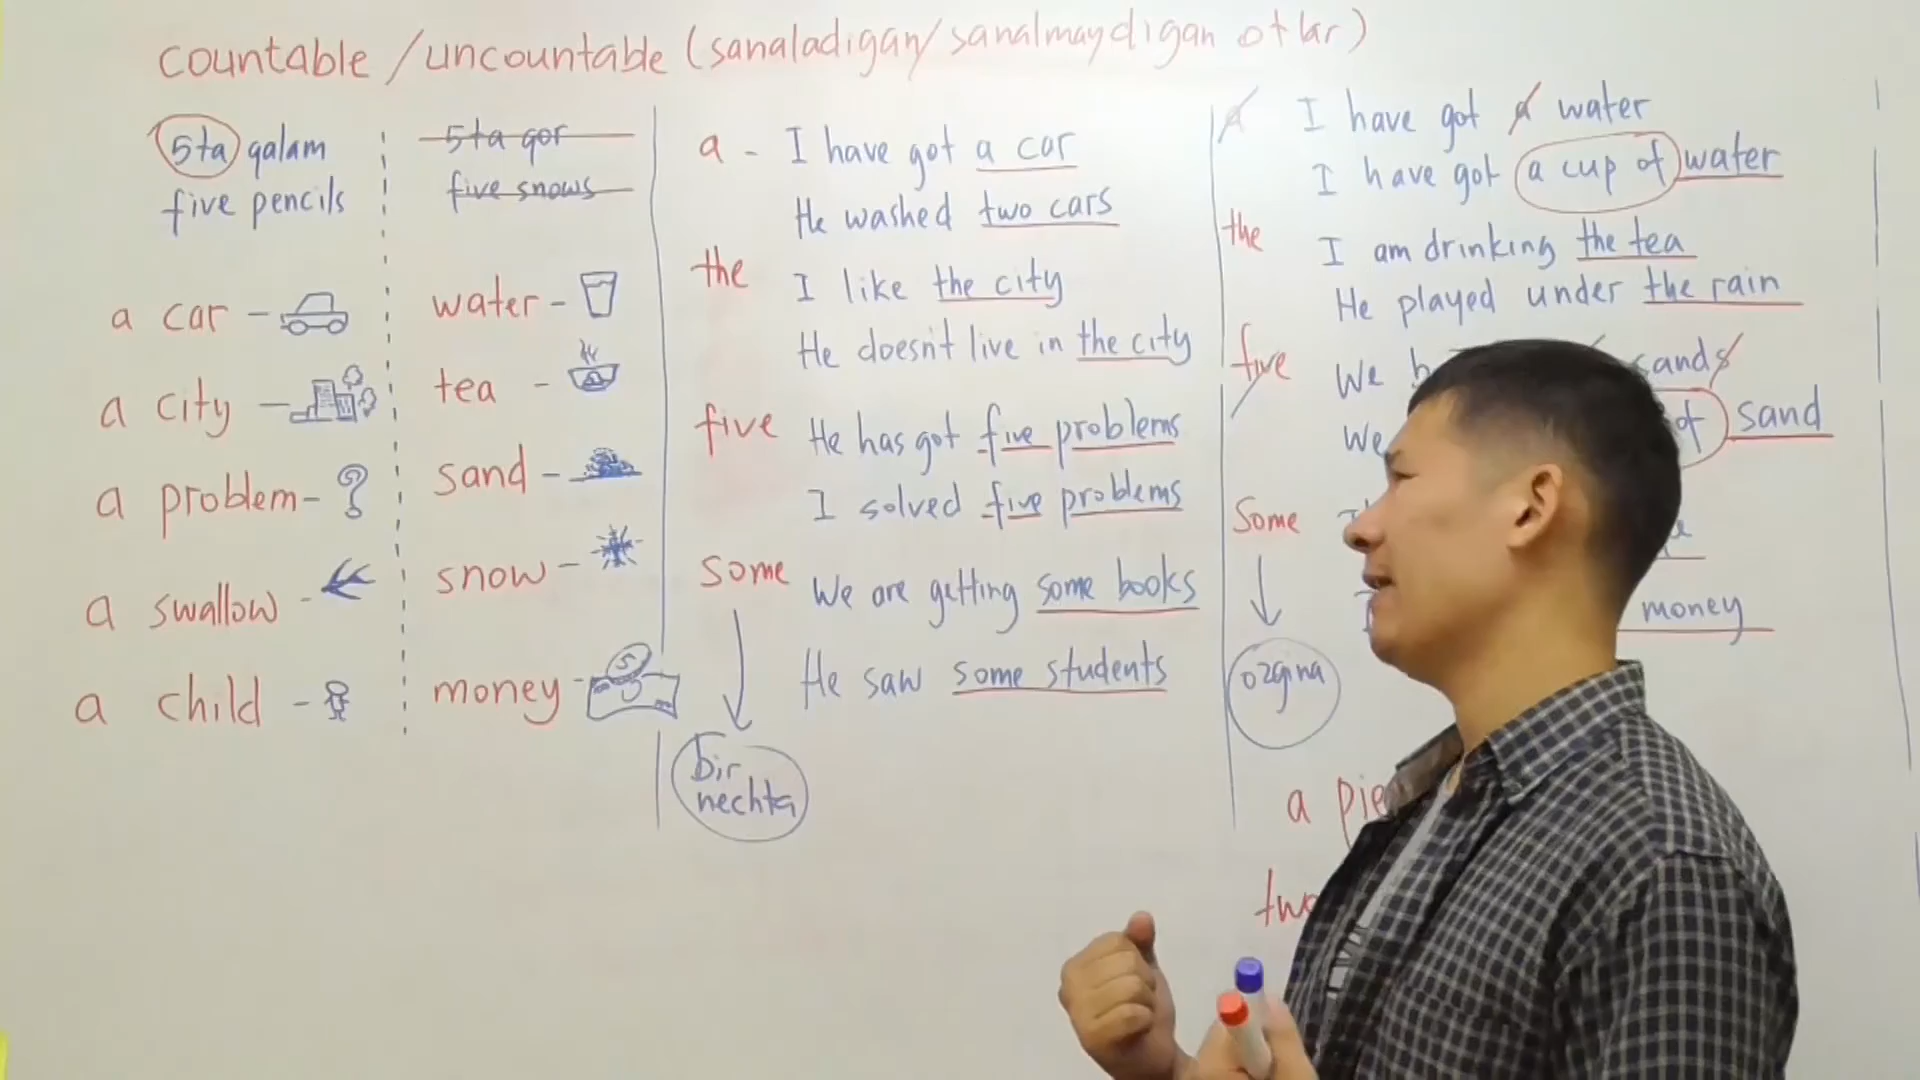 countable / uncountable (sanaladigan/sanalmaydigan otlar)
5ta qalam
five pencils
a car -
a city -
a problem -
a swallow -
a child -
5ta qor
five snows
water -
tea -
sand -
snow -
money -
a - I have got a car
He washed two cars
the I like the city
He doesn't live in the city
five He has got five problems
I solved five problems
some We are getting some books
He saw some students
bir
nechta
a I have got a water
I have got a cup of water
the I am drinking the tea
He played under the rain
five We sands
We of sand
Some
money
ozgina
a
two